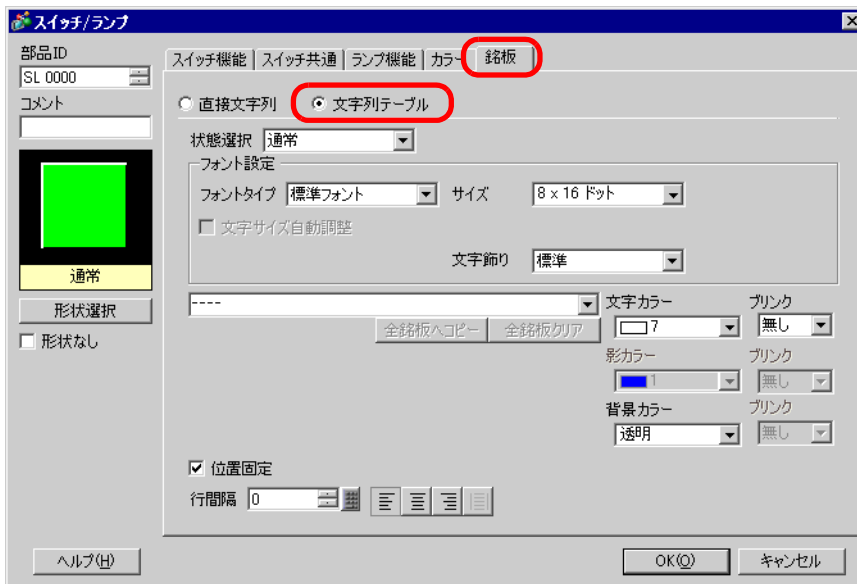 スイッチ/ランプ
部品ID
SL 0000
コメント
通常
形状選択
形状なし
スイッチ機能 スイッチ共通 ランプ機能 カラー 銘板
直接文字列 文字列テーブル
状態選択 通常
フォント設定
フォントタイプ 標準フォント サイズ 8 x 16 ドット
文字サイズ自動調整
文字飾り 標準
----
全銘板へコピー 全銘板クリア
文字カラー ブリンク
7 無し
影カラー ブリンク
1 無し
背景カラー ブリンク
透明 無し
位置固定
行間隔 0
ヘルプ(H) OK(O) キャンセル